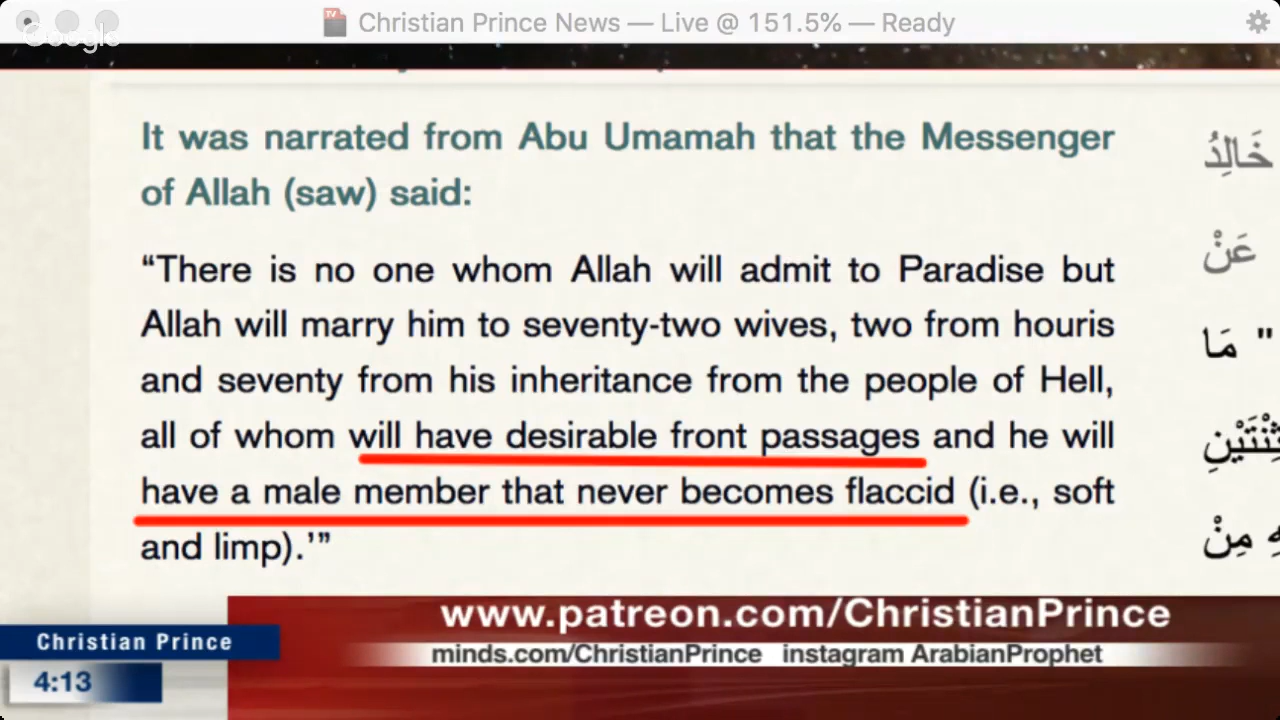 Christian Prince News — Live @ 151.5% — Ready
Google
It was narrated from Abu Umamah that the Messenger
of Allah (saw) said:
“There is no one whom Allah will admit to Paradise but
Allah will marry him to seventy-two wives, two from houris
and seventy from his inheritance from the people of Hell,
all of whom will have desirable front passages and he will
have a male member that never becomes flaccid (i.e., soft
and limp).’”
خَالِدُ
عَنْ
" مَا
ثِنْتَيْنِ
مِنْ
www.patreon.com/ChristianPrince
Christian Prince
minds.com/ChristianPrince instagram ArabianProphet
4:13